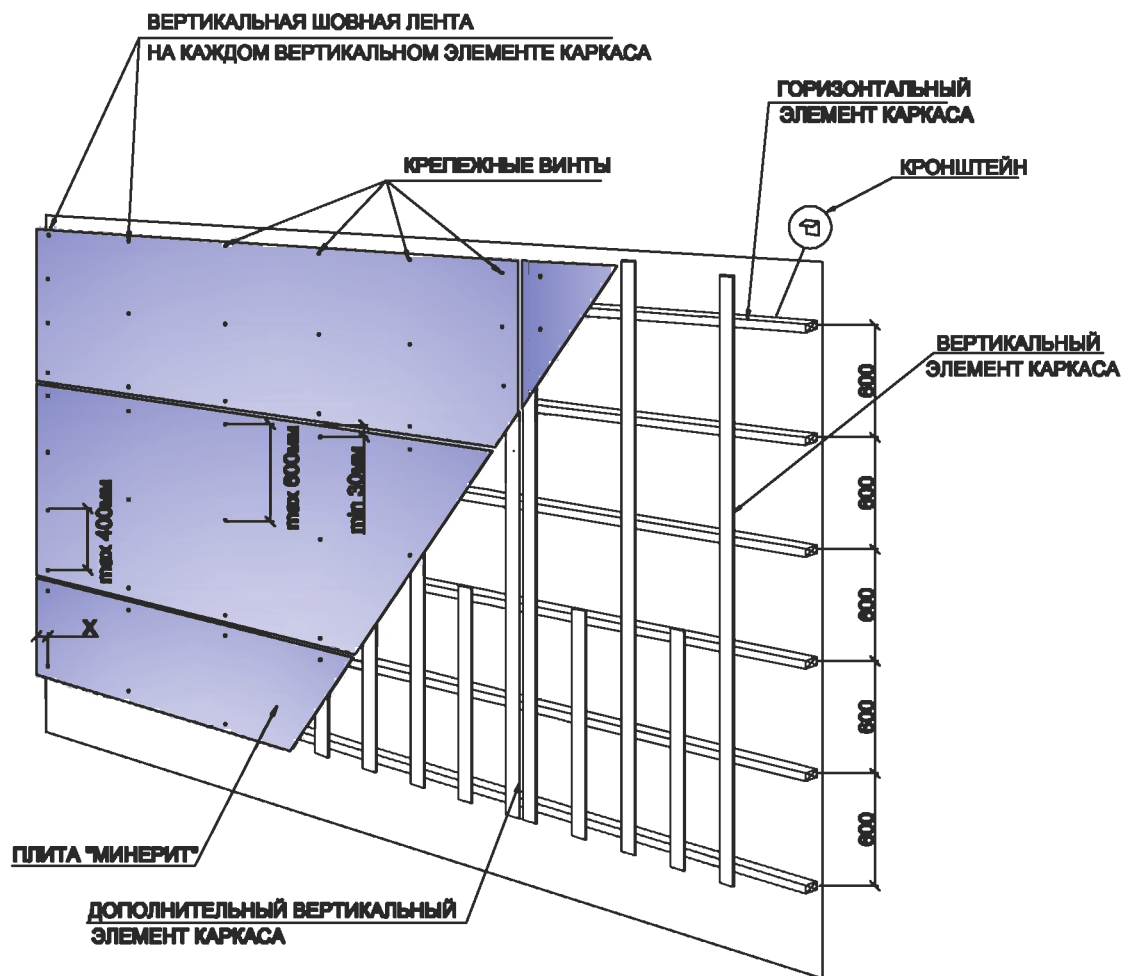 ВЕРТИКАЛЬНАЯ ШОВНАЯ ЛЕНТА
НА КАЖДОМ ВЕРТИКАЛЬНОМ ЭЛЕМЕНТЕ КАРКАСА
ГОРИЗОНТАЛЬНЫЙ
ЭЛЕМЕНТ КАРКАСА
КРЕПЕЖНЫЕ ВИНТЫ
КРОНШТЕЙН
ВЕРТИКАЛЬНЫЙ
ЭЛЕМЕНТ КАРКАСА
600
600
600
600
600
max 600мм
min 30мм
max 400мм
X
ПЛИТА "МИНЕРИТ"
ДОПОЛНИТЕЛЬНЫЙ ВЕРТИКАЛЬНЫЙ
ЭЛЕМЕНТ КАРКАСА